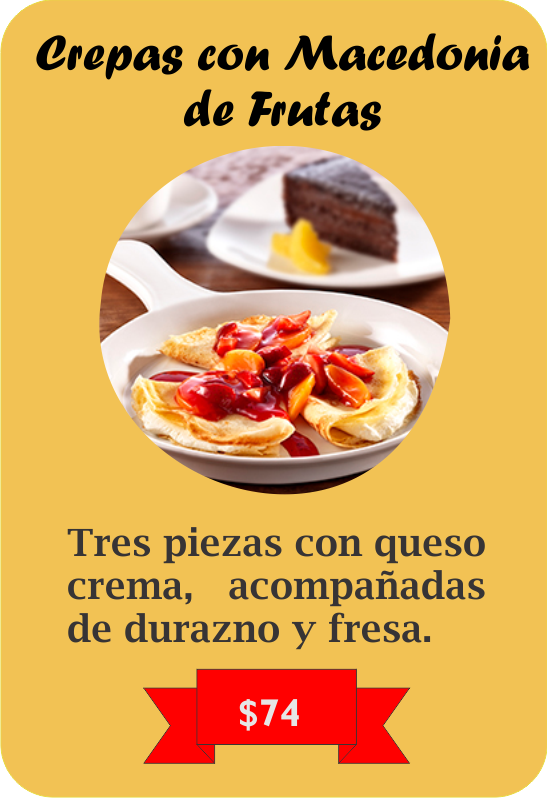 Crepas con Macedonia
de Frutas
Tres piezas con queso
crema, acompañadas
de durazno y fresa.
$74